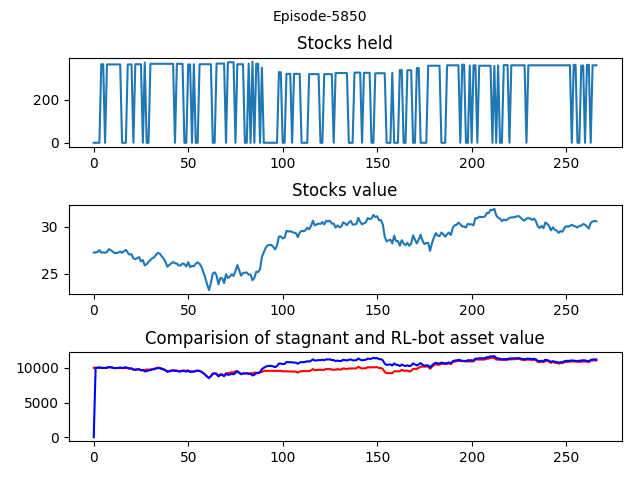 Episode-5850
Stocks held
200
0
0 50 100 150 200 250
Stocks value
30
25
0 50 100 150 200 250
Comparision of stagnant and RL-bot asset value
10000
5000
0
0 50 100 150 200 250